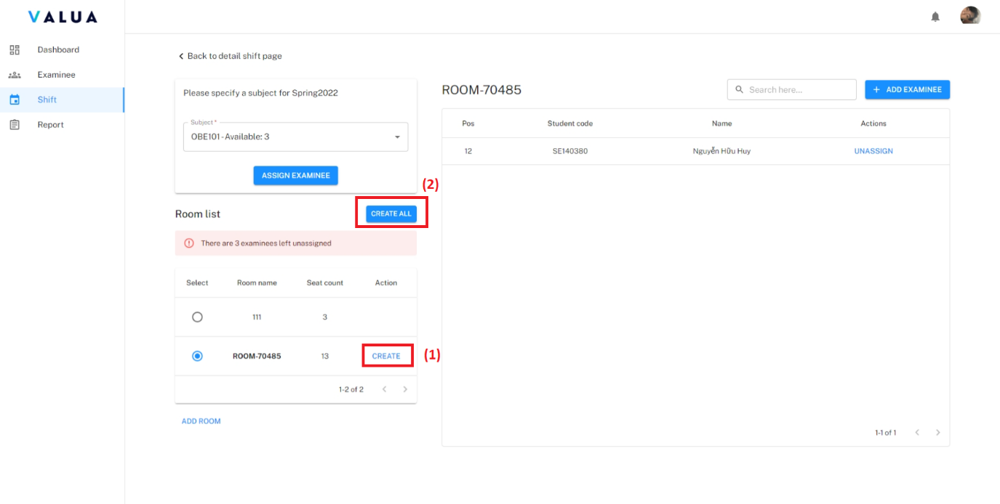 VALUA
Dashboard
Examinee
Shift
Report
Back to detail shift page
Please specify a subject for Spring2022
Subject *
OBE101 - Available: 3
ASSIGN EXAMINEE
(2)
Room list
CREATE ALL
There are 3 examinees left unassigned
Select Room name Seat count Action
111 3
ROOM-70485 13 CREATE
(1)
1-2 of 2
ADD ROOM
ROOM-70485
Search here...
+ ADD EXAMINEE
Pos Student code Name Actions
12 SE140380 Nguyễn Hữu Huy UNASSIGN
1-1 of 1